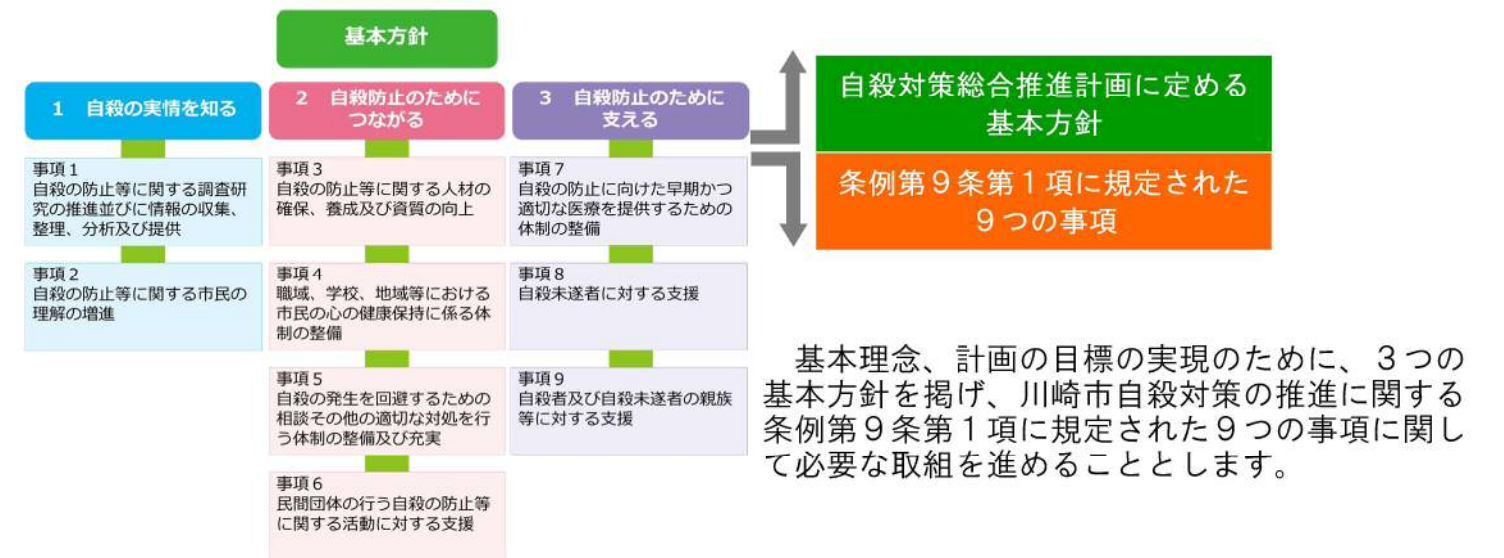 基本方針
1 自殺の実情を知る
事項1
自殺の防止等に関する調査研
究の推進並びに情報の収集、
整理、分析及び提供
事項2
自殺の防止等に関する市民の
理解の増進
2 自殺防止のために
つながる
事項3
自殺の防止等に関する人材の
確保、養成及び資質の向上
事項4
職域、学校、地域等における
市民の心の健康保持に係る体
制の整備
事項5
自殺の発生を回避するための
相談その他の適切な対処を行
う体制の整備及び充実
事項6
民間団体の行う自殺の防止等
に関する活動に対する支援
3 自殺防止のために
支える
事項7
自殺の防止に向けた早期かつ
適切な医療を提供するための
体制の整備
事項8
自殺未遂者に対する支援
事項9
自殺者及び自殺未遂者の親族
等に対する支援
自殺対策総合推進計画に定める
基本方針
条例第9条第1項に規定された
9つの事項
基本理念、計画の目標の実現のために、3つの
基本方針を掲げ、川崎市自殺対策の推進に関する
条例第9条第1項に規定された9つの事項に関し
て必要な取組を進めることとします。